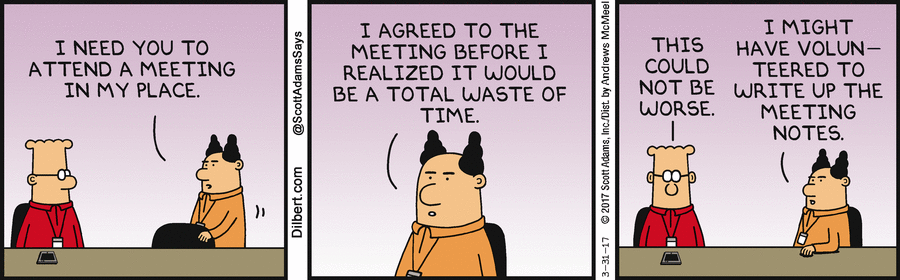 I NEED YOU TO
ATTEND A MEETING
IN MY PLACE.
Dilbert.com
@ScottAdamsSays
I AGREED TO THE
MEETING BEFORE I
REALIZED IT WOULD
BE A TOTAL WASTE OF
TIME.
3-31-17
© 2017 Scott Adams, Inc./Dist. by Andrews McMeel
THIS
COULD
NOT BE
WORSE.
I MIGHT
HAVE VOLUN-
TEERED TO
WRITE UP THE
MEETING
NOTES.